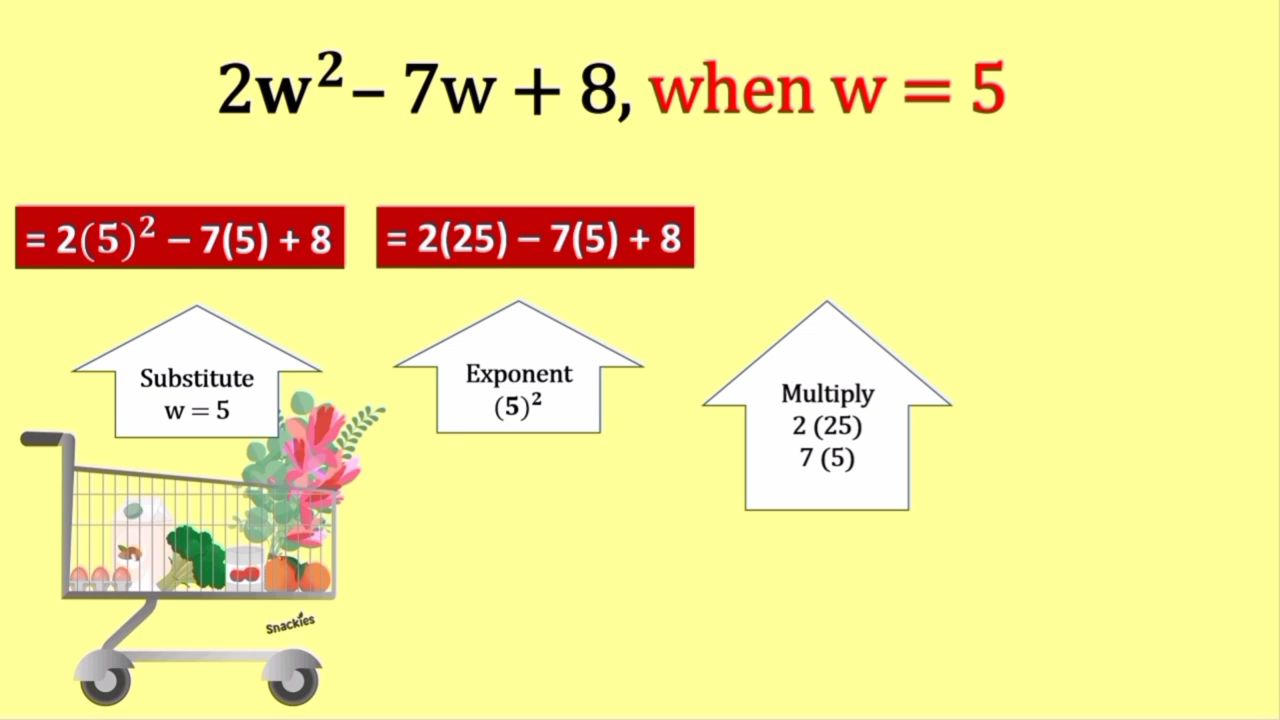 2w² – 7w + 8, when w = 5
= 2(5)² – 7(5) + 8
= 2(25) – 7(5) + 8
Substitute
w = 5
Exponent
(5)²
Multiply
2 (25)
7 (5)
Snackies